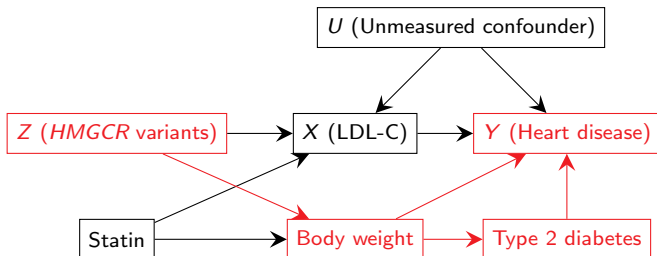 U (Unmeasured confounder)
Z (HMGCR variants)
X (LDL-C)
Y (Heart disease)
Statin
Body weight
Type 2 diabetes